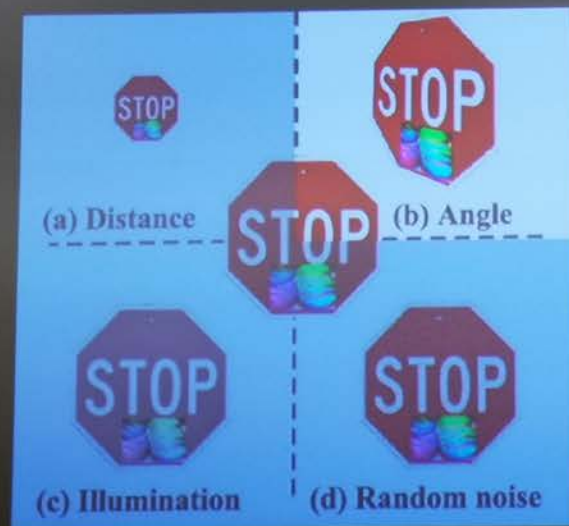 STOP
STOP
(a) Distance
(b) Angle
STOP
STOP
STOP
(c) Illumination
(d) Random noise